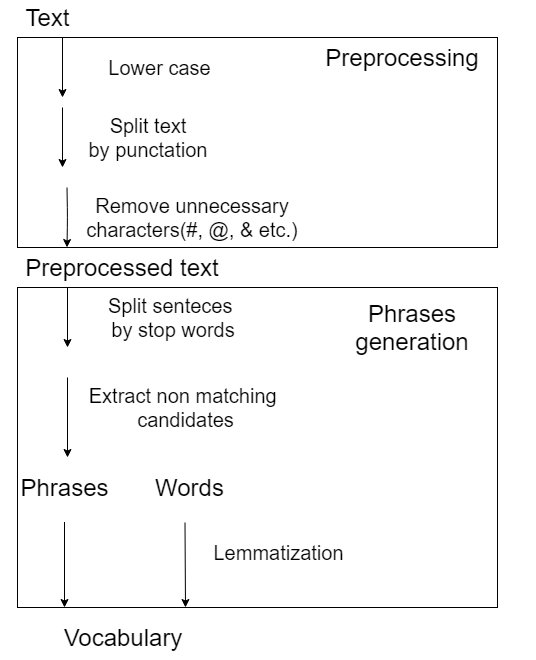 Text
Preprocessing
Lower case
Split text
by punctation
Remove unnecessary
characters(#, @, & etc.)
Preprocessed text
Split senteces
by stop words
Phrases
generation
Extract non matching
candidates
Phrases
Words
Lemmatization
Vocabulary